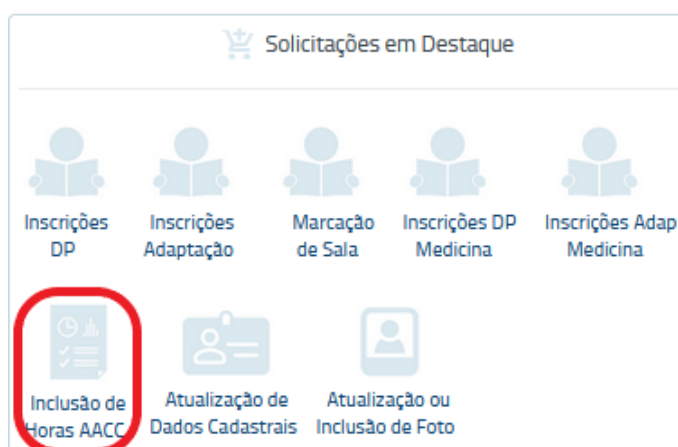 Solicitações em Destaque
Inscrições DP
Inscrições Adaptação
Marcação de Sala
Inscrições DP Medicina
Inscrições Adap Medicina
Inclusão de Horas AACC
Atualização de Dados Cadastrais
Atualização ou Inclusão de Foto